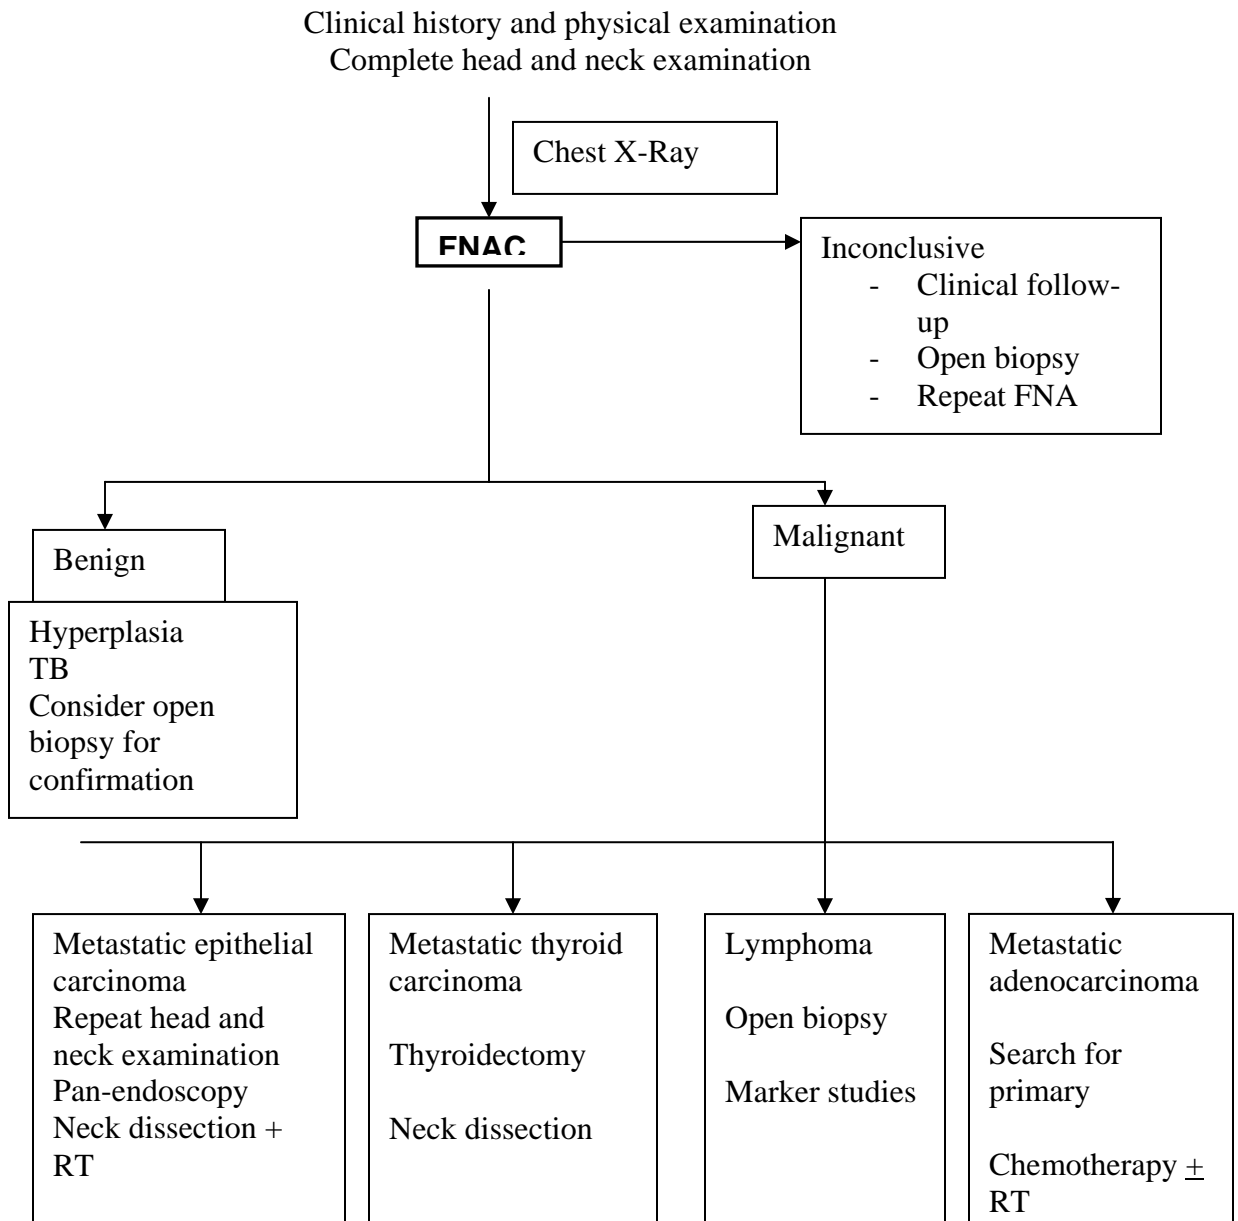 Clinical history and physical examination
Complete head and neck examination
Chest X-Ray
FNAC
Inconclusive
- Clinical follow-
up
- Open biopsy
- Repeat FNA
Benign
Malignant
Hyperplasia
TB
Consider open
biopsy for
confirmation
Metastatic epithelial
carcinoma
Repeat head and
neck examination
Pan-endoscopy
Neck dissection +
RT
Metastatic thyroid
carcinoma
Thyroidectomy
Neck dissection
Lymphoma
Open biopsy
Marker studies
Metastatic
adenocarcinoma
Search for
primary
Chemotherapy +
RT